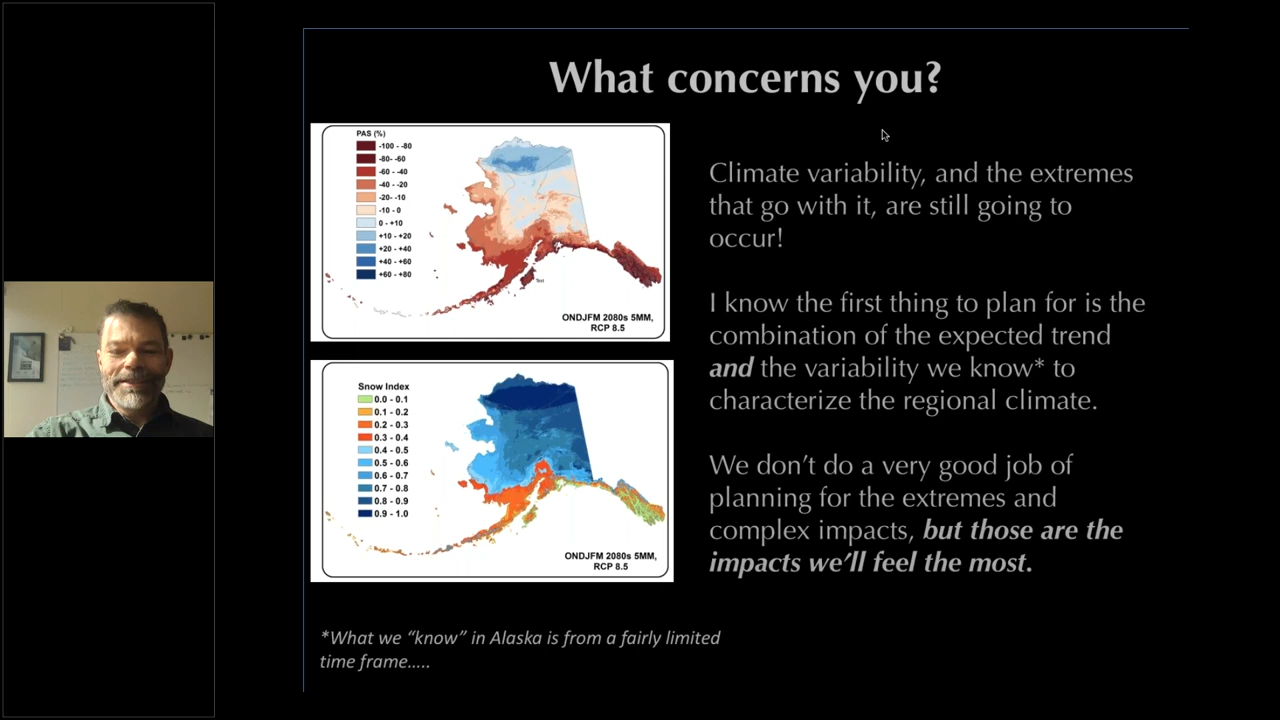 What concerns you?
PAS (%)
-100 - -80
-80- -60
-60 - -40
-40 - -20
-20- -10
-10 - 0
0 - +10
+10 - +20
+20 - +40
+40 - +60
+60 - +80
Text
ONDJFM 2080s 5MM,
RCP 8.5
Snow Index
0.0 - 0.1
0.1 - 0.2
0.2 - 0.3
0.3 - 0.4
0.4 - 0.5
0.5 - 0.6
0.6 - 0.7
0.7 - 0.8
0.8 - 0.9
0.9 - 1.0
ONDJFM 2080s 5MM,
RCP 8.5
Climate variability, and the extremes
that go with it, are still going to
occur!
I know the first thing to plan for is the
combination of the expected trend
and the variability we know* to
characterize the regional climate.
We don’t do a very good job of
planning for the extremes and
complex impacts, but those are the
impacts we’ll feel the most.
*What we “know” in Alaska is from a fairly limited
time frame…..